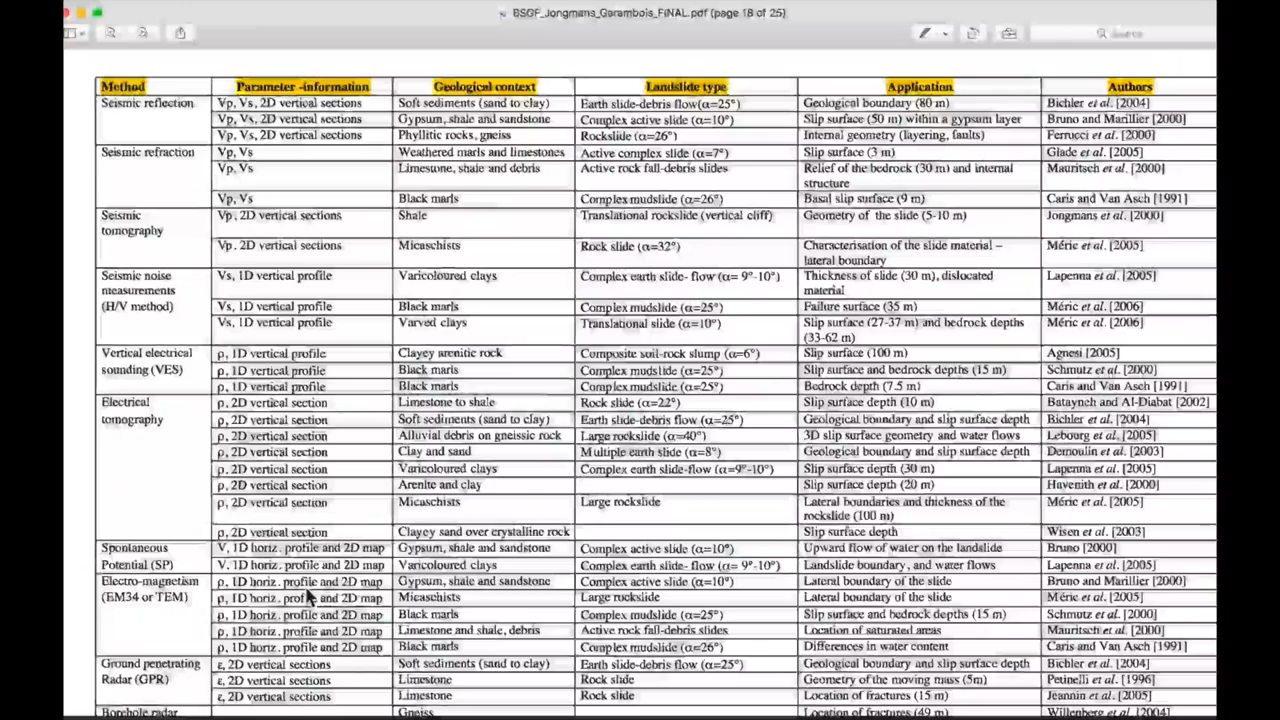 BSGF_Jongmans_Garambois_FINAL.pdf (page 18 of 25)
Search
Method Parameter -information Geological context Landslide type Application Authors
Seismic reflection Vp, Vs, 2D vertical sections Soft sediments (sand to clay) Earth slide-debris flow(α=25°) Geological boundary (80 m) Bichler et al. [2004]
Vp, Vs, 2D vertical sections Gypsum, shale and sandstone Complex active slide (α=10°) Slip surface (50 m) within a gypsum layer Bruno and Marillier [2000]
Vp, Vs, 2D vertical sections Phyllitic rocks, gneiss Rockslide (α=26°) Internal geometry (layering, faults) Ferrucci et al. [2000]
Seismic refraction Vp, Vs Weathered marls and limestones Active complex slide (α=7°) Slip surface (3 m) Glade et al. [2005]
Vp, Vs Limestone, shale and debris Active rock fall-debris slides Relief of the bedrock (30 m) and internal Mauritsch et al. [2000]
structure
Vp, Vs Black marls Complex mudslide (α=26°) Basal slip surface (9 m) Caris and Van Asch [1991]
Seismic Vp, 2D vertical sections Shale Translational rockslide (vertical cliff) Geometry of the slide (5-10 m) Jongmans et al. [2000]
tomography
Vp, 2D vertical sections Micaschists Rock slide (α=32°) Characterisation of the slide material – Méric et al. [2005]
lateral boundary
Seismic noise Vs, 1D vertical profile Varicoloured clays Complex earth slide- flow (α= 9°-10°) Thickness of slide (30 m), dislocated Lapenna et al. [2005]
measurements material
(H/V method) Vs, 1D vertical profile Black marls Complex mudslide (α=25°) Failure surface (35 m) Méric et al. [2006]
Vs, 1D vertical profile Varved clays Translational slide (α=10°) Slip surface (27-37 m) and bedrock depths Méric et al. [2006]
(33-62 m)
Vertical electrical ρ, 1D vertical profile Clayey arenitic rock Composite soil-rock slump (α=6°) Slip surface (100 m) Agnesi [2005]
sounding (VES) ρ, 1D vertical profile Black marls Complex mudslide (α=25°) Slip surface and bedrock depths (15 m) Schmutz et al. [2000]
ρ, 1D vertical profile Black marls Complex mudslide (α=25°) Bedrock depth (7.5 m) Caris and Van Asch [1991]
Electrical ρ, 2D vertical section Limestone to shale Rock slide (α=22°) Slip surface depth (10 m) Batayneh and Al-Diabat [2002]
tomography ρ, 2D vertical section Soft sediments (sand to clay) Earth slide-debris flow (α=25°) Geological boundary and slip surface depth Bichler et al. [2004]
ρ, 2D vertical section Alluvial debris on gneissic rock Large rockslide (α=40°) 3D slip surface geometry and water flows Lebourg et al. [2005]
ρ, 2D vertical section Clay and sand Multiple earth slide (α=8°) Geological boundary and slip surface depth Demoulin et al. [2003]
ρ, 2D vertical section Varicoloured clays Complex earth slide-flow (α=9°-10°) Slip surface depth (30 m) Lapenna et al. [2005]
ρ, 2D vertical section Arenite and clay Slip surface depth (20 m) Havenith et al. [2000]
ρ, 2D vertical section Micaschists Large rockslide Lateral boundaries and thickness of the Méric et al. [2005]
rockslide (100 m)
ρ, 2D vertical section Clayey sand over crystalline rock Slip surface depth Wisen et al. [2003]
Spontaneous V, 1D horiz. profile and 2D map Gypsum, shale and sandstone Complex active slide (α=10°) Upward flow of water on the landslide Bruno [2000]
Potential (SP) V, 1D horiz. profile and 2D map Varicoloured clays Complex earth slide-flow (α= 9°-10°) Landslide boundary, and water flows Lapenna et al. [2005]
Electro-magnetism ρ, 1D horiz. profile and 2D map Gypsum, shale and sandstone Complex active slide (α=10°) Lateral boundary of the slide Bruno and Marillier [2000]
(EM34 or TEM) ρ, 1D horiz. profile and 2D map Micaschists Large rockslide Lateral boundary of the slide Méric et al. [2005]
ρ, 1D horiz. profile and 2D map Black marls Complex mudslide (α=25°) Slip surface and bedrock depths (15 m) Schmutz et al. [2000]
ρ, 1D horiz. profile and 2D map Limestone and shale, debris Active rock fall-debris slides Location of saturated areas Mauritsch et al. [2000]
ρ, 1D horiz. profile and 2D map Black marls Complex mudslide (α=26°) Differences in water content Caris and Van Asch [1991]
Ground penetrating ε, 2D vertical sections Soft sediments (sand to clay) Earth slide-debris flow (α=25°) Geological boundary and slip surface depth Bichler et al. [2004]
Radar (GPR) ε, 2D vertical sections Limestone Rock slide Geometry of the moving mass (5m) Petinelli et al. [1996]
ε, 2D vertical sections Limestone Rock slide Location of fractures (15 m) Jeannin et al. [2005]
Borehole radar Gneiss Location of fractures (49 m) Willenberg et al. [2004]